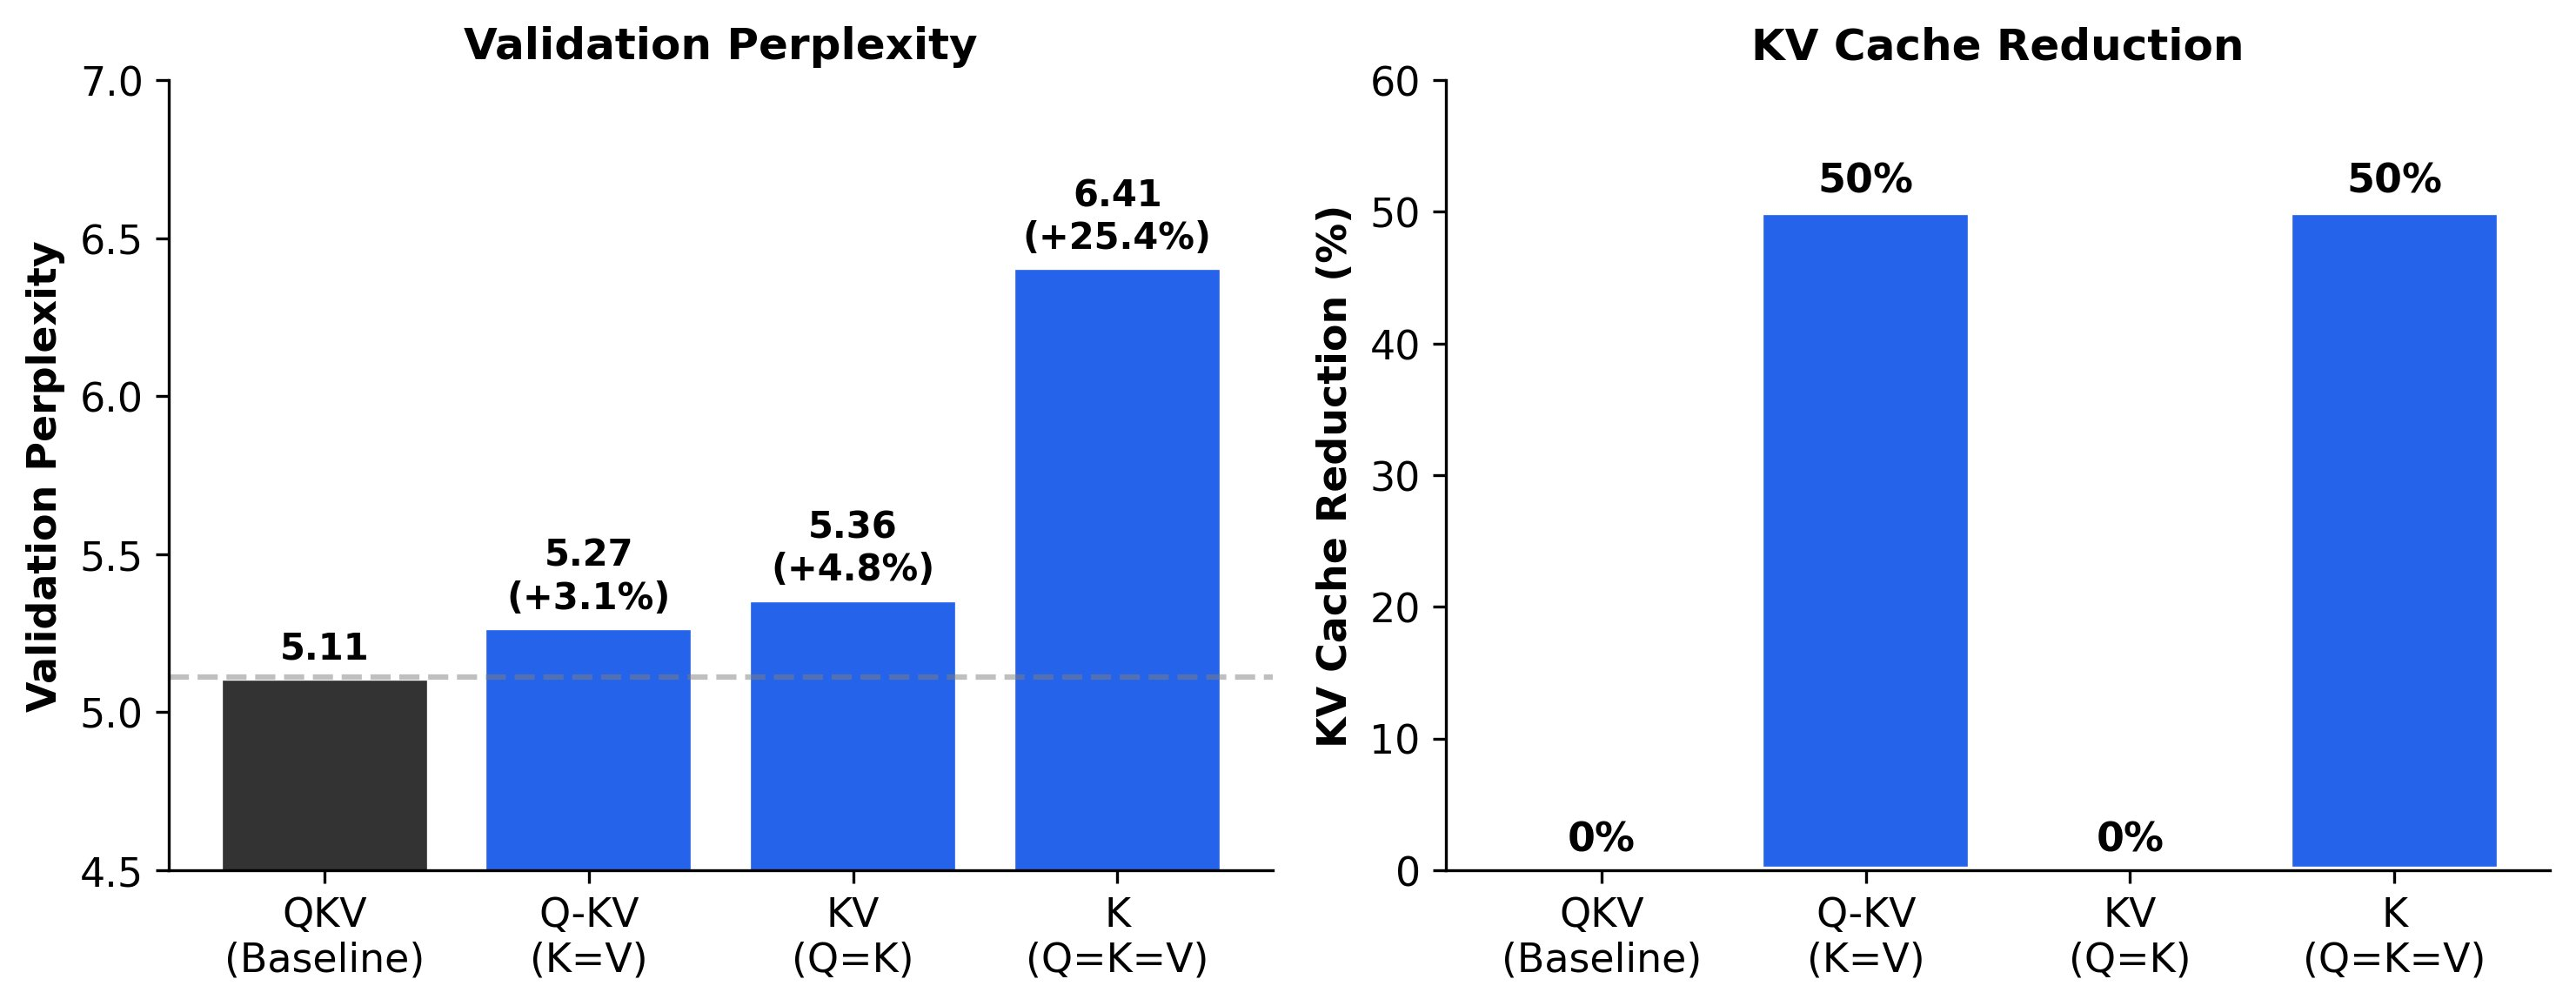 Validation Perplexity
Validation Perplexity
7.0
6.5
6.0
5.5
5.0
4.5
5.11
5.27
(+3.1%)
5.36
(+4.8%)
6.41
(+25.4%)
QKV
(Baseline)
Q-KV
(K=V)
KV
(Q=K)
K
(Q=K=V)
KV Cache Reduction
KV Cache Reduction (%)
60
50
40
30
20
10
0
0%
50%
0%
50%
QKV
(Baseline)
Q-KV
(K=V)
KV
(Q=K)
K
(Q=K=V)